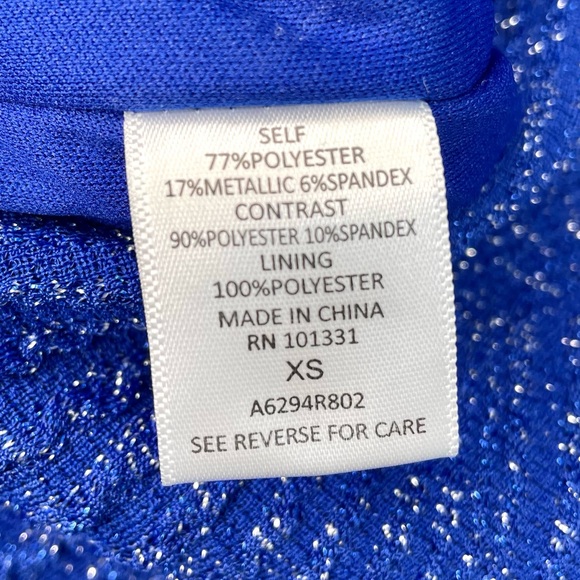 SELF
77%POLYESTER
17%METALLIC 6%SPANDEX
CONTRAST
90%POLYESTER 10%SPANDEX
LINING
100%POLYESTER
MADE IN CHINA
RN 101331
XS
A6294R802
SEE REVERSE FOR CARE